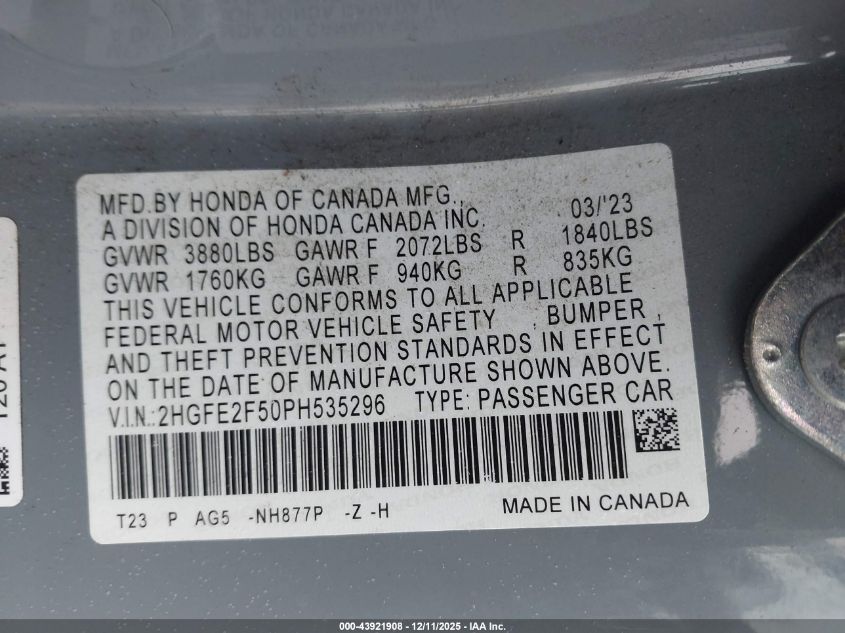 MFD.BY HONDA OF CANADA MFG.,
A DIVISION OF HONDA CANADA INC. 03/'23
GVWR 3880LBS GAWR F 2072LBS R 1840LBS
GVWR 1760KG GAWR F 940KG R 835KG
THIS VEHICLE CONFORMS TO ALL APPLICABLE
FEDERAL MOTOR VEHICLE SAFETY , BUMPER ,
AND THEFT PREVENTION STANDARDS IN EFFECT
ON THE DATE OF MANUFACTURE SHOWN ABOVE.
V.I.N.:2HGFE2F50PH535296 TYPE: PASSENGER CAR
T23 P AG5 -NH877P -Z -H MADE IN CANADA
000-43921908 - 12/11/2025 - IAA Inc.